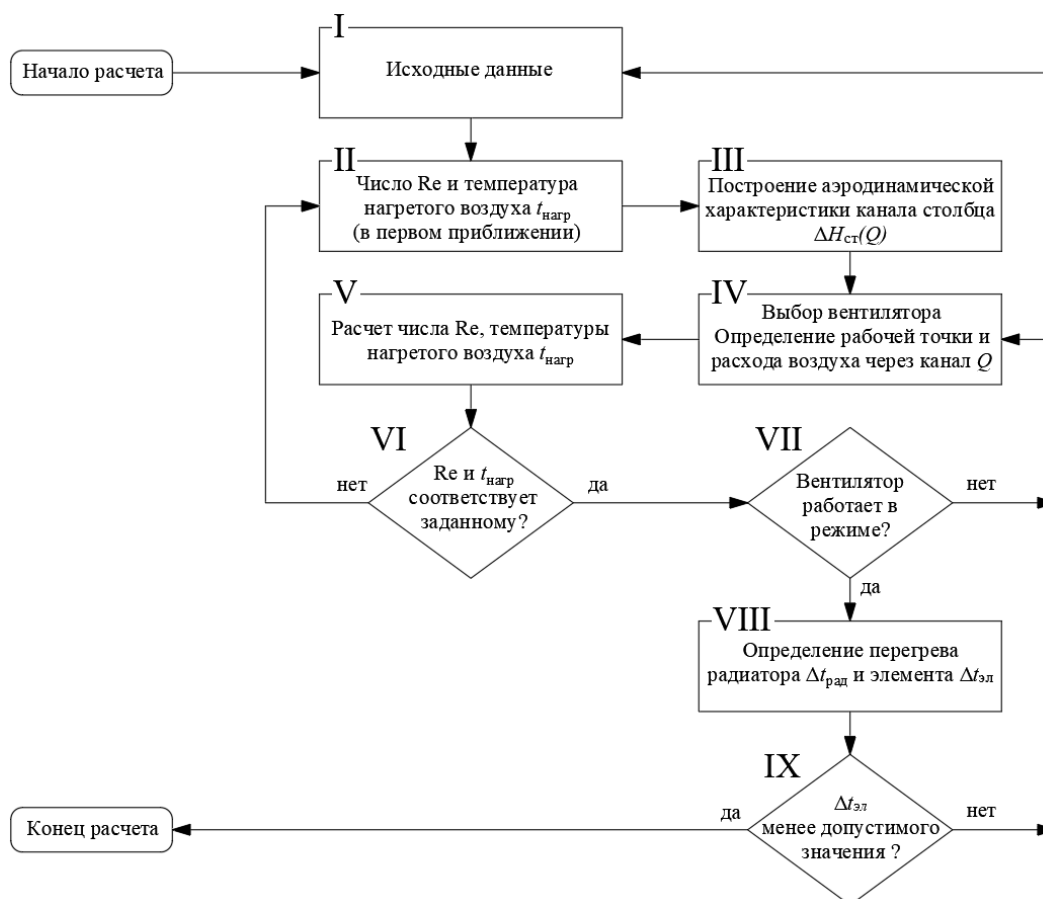 I
Начало расчета
Исходные данные
II
Число Re и температура
нагретого воздуха tнагр
(в первом приближении)
III
Построение аэродинамической
характеристики канала столбца
ΔHст(Q)
IV
Выбор вентилятора
Определение рабочей точки и
расхода воздуха через канал Q
V
Расчет числа Re, температуры
нагретого воздуха tнагр
VI
Re и tнагр
соответствует
заданному?
нет
да
VII
Вентилятор
работает в
режиме?
нет
да
VIII
Определение перегрева
радиатора Δtрад и элемента Δtэл
IX
Δtэл
менее допустимого
значения ?
да
нет
Конец расчета